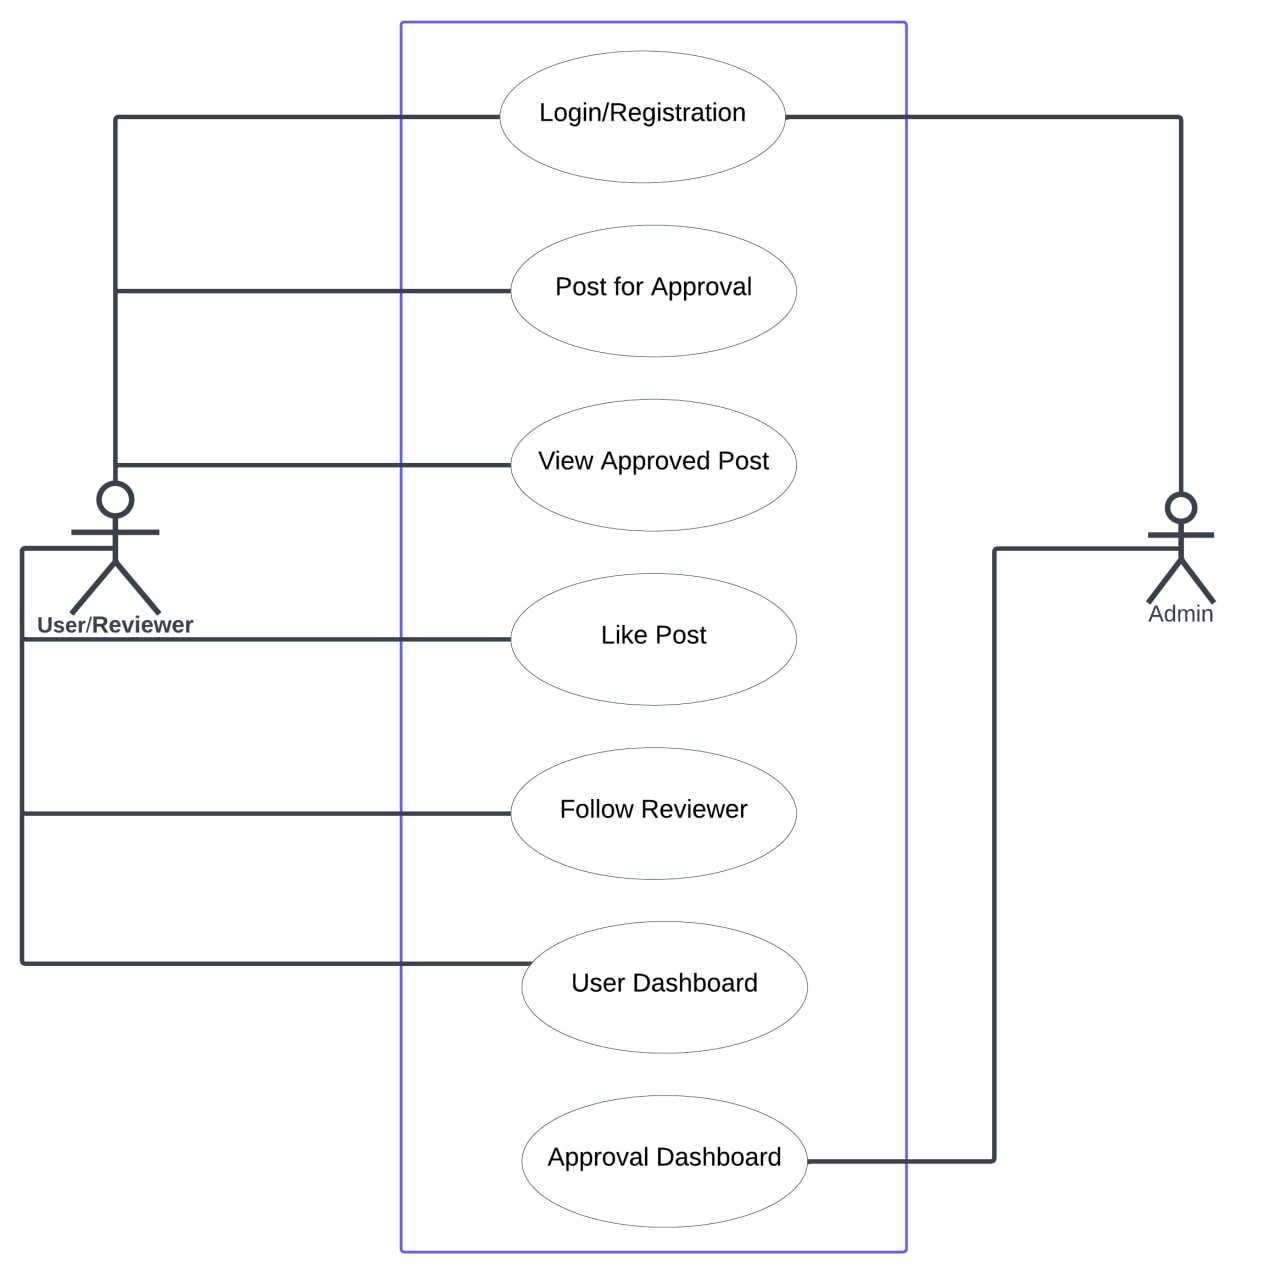 Login/Registration
Post for Approval
View Approved Post
User/Reviewer
Admin
Like Post
Follow Reviewer
User Dashboard
Approval Dashboard